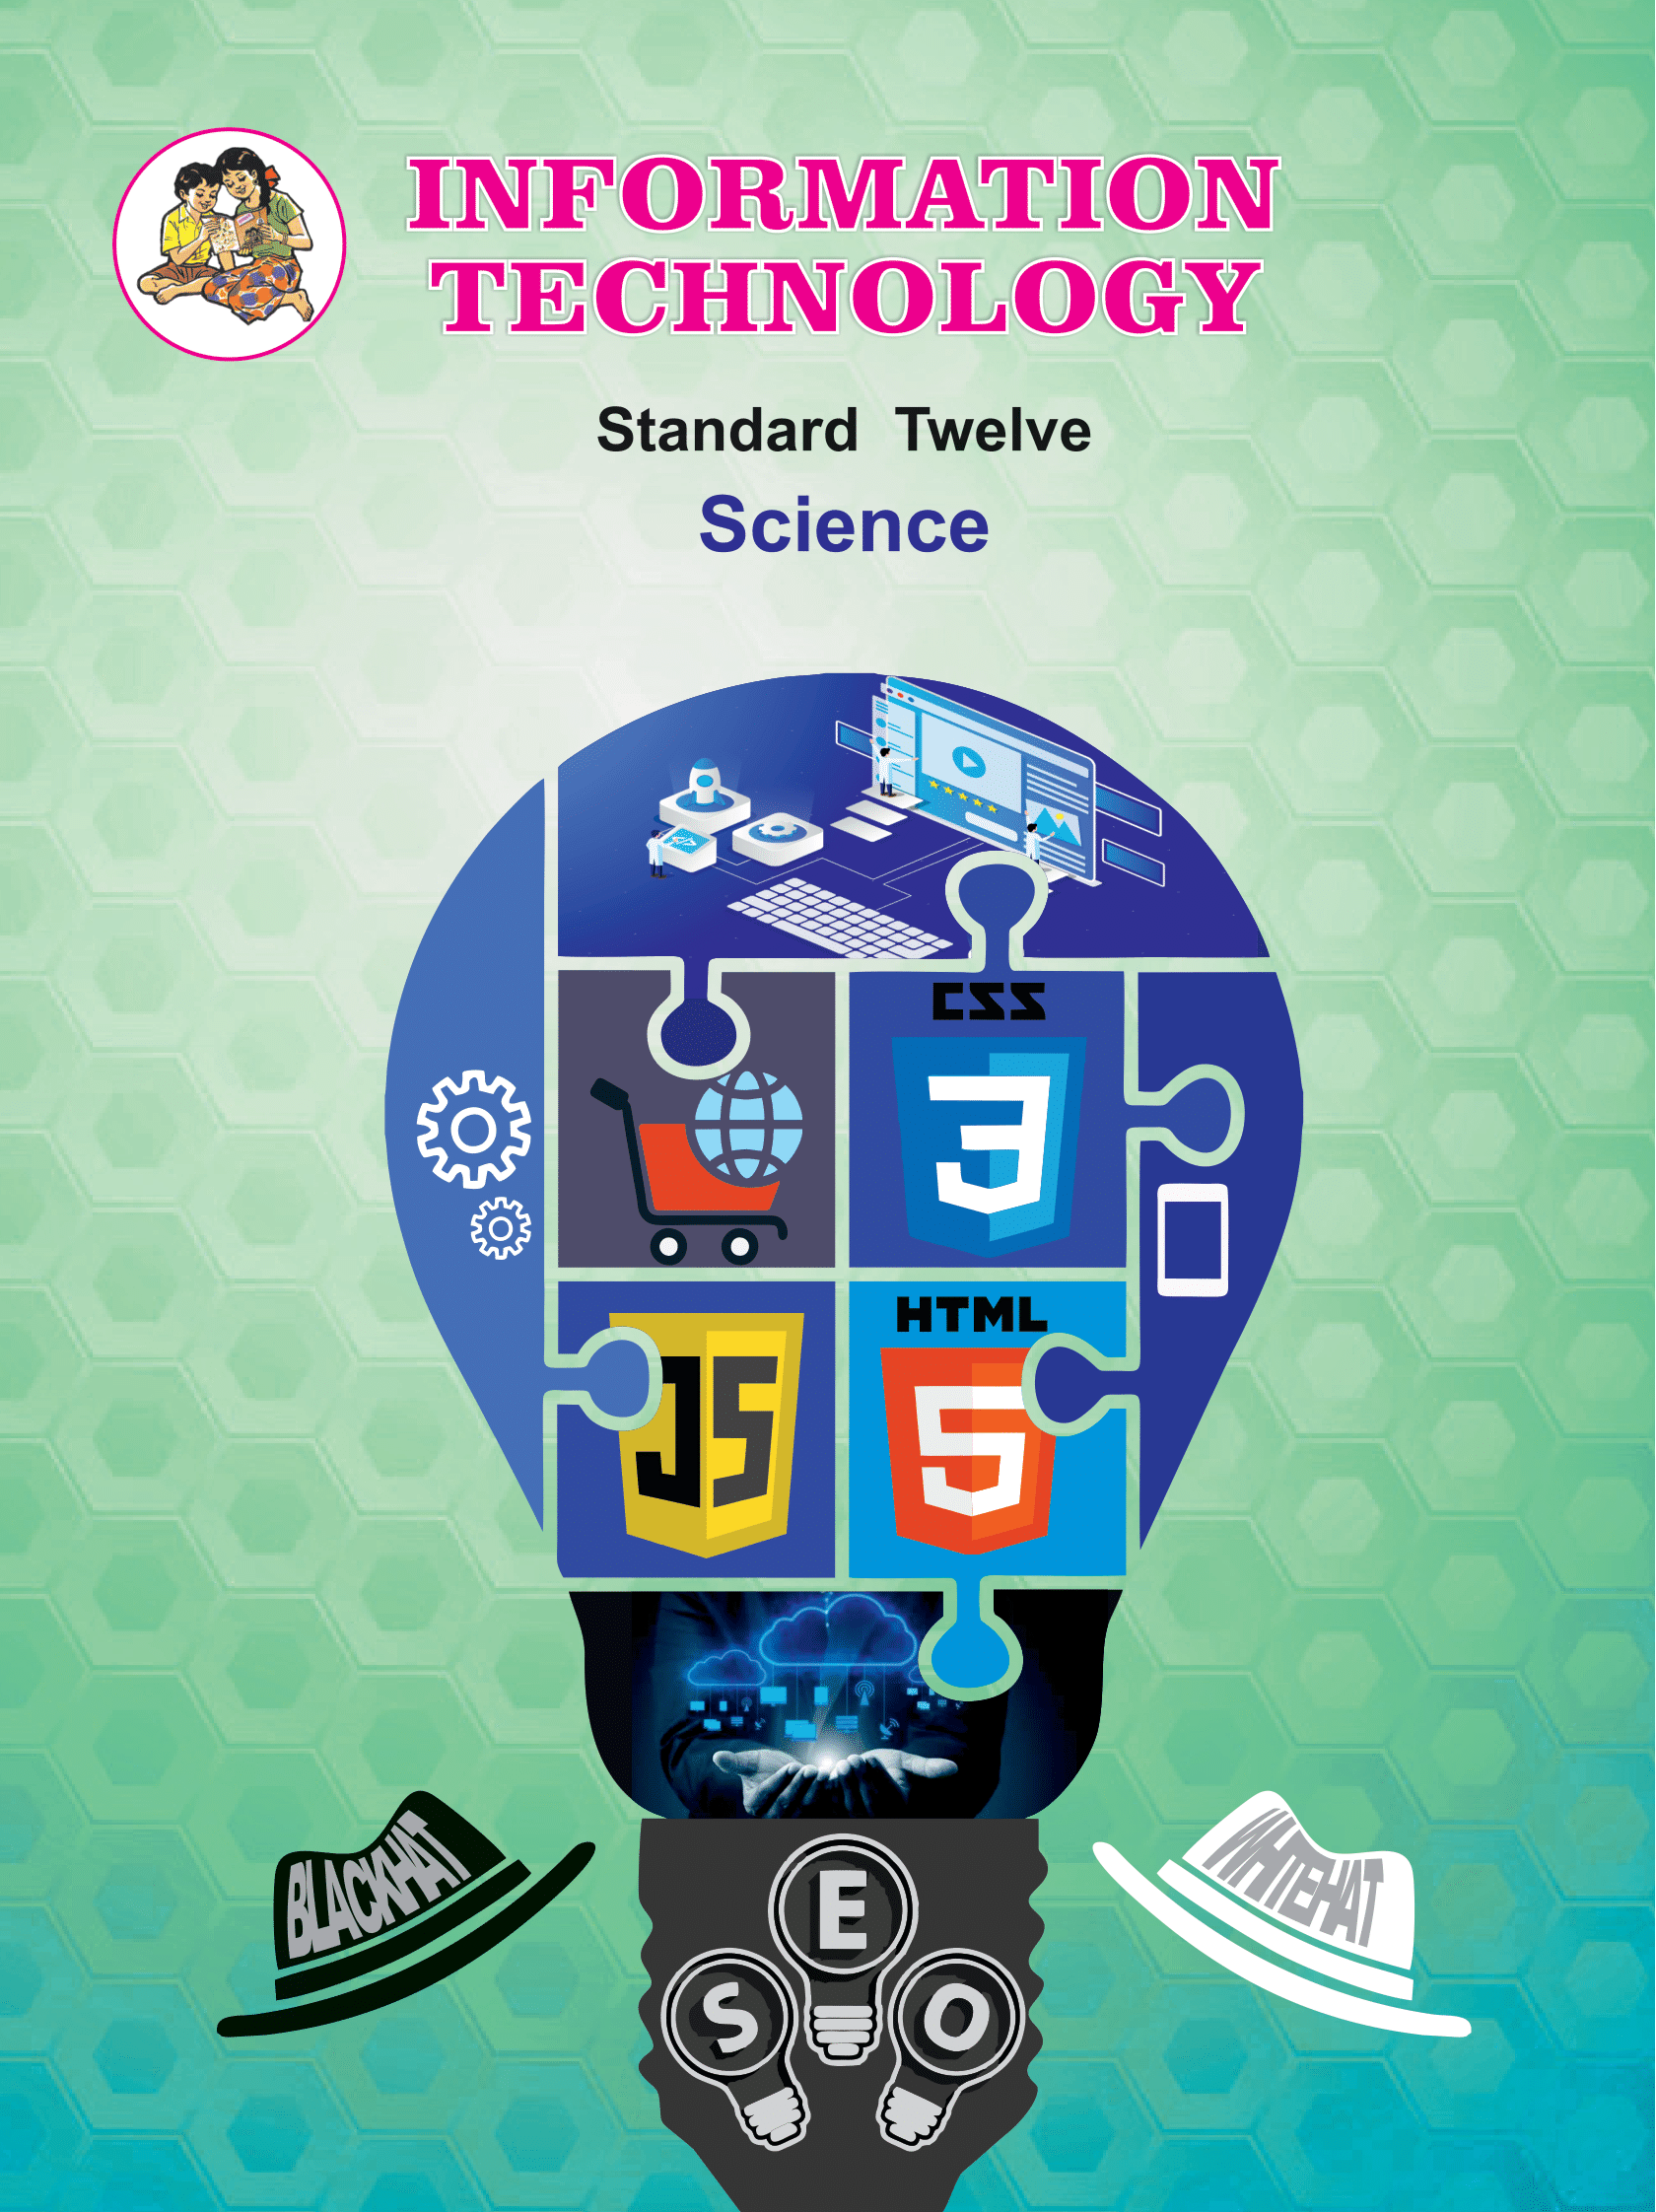 INFORMATION
TECHNOLOGY
Standard Twelve
Science
CSS
3
JS
HTML
5
BLACKHAT
WHITEHAT
S E O